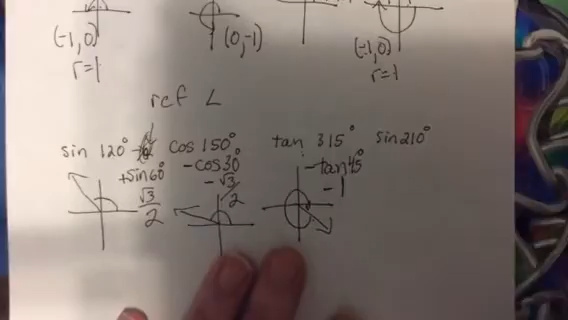 (-1,0)
r=1
(0,-1)
(-1,0)
r=1
ref ∠
sin 120° cos 150° tan 315° sin 210°
+sin 60° -cos 30° -tan 45°
√3/2 -√3/2 -1